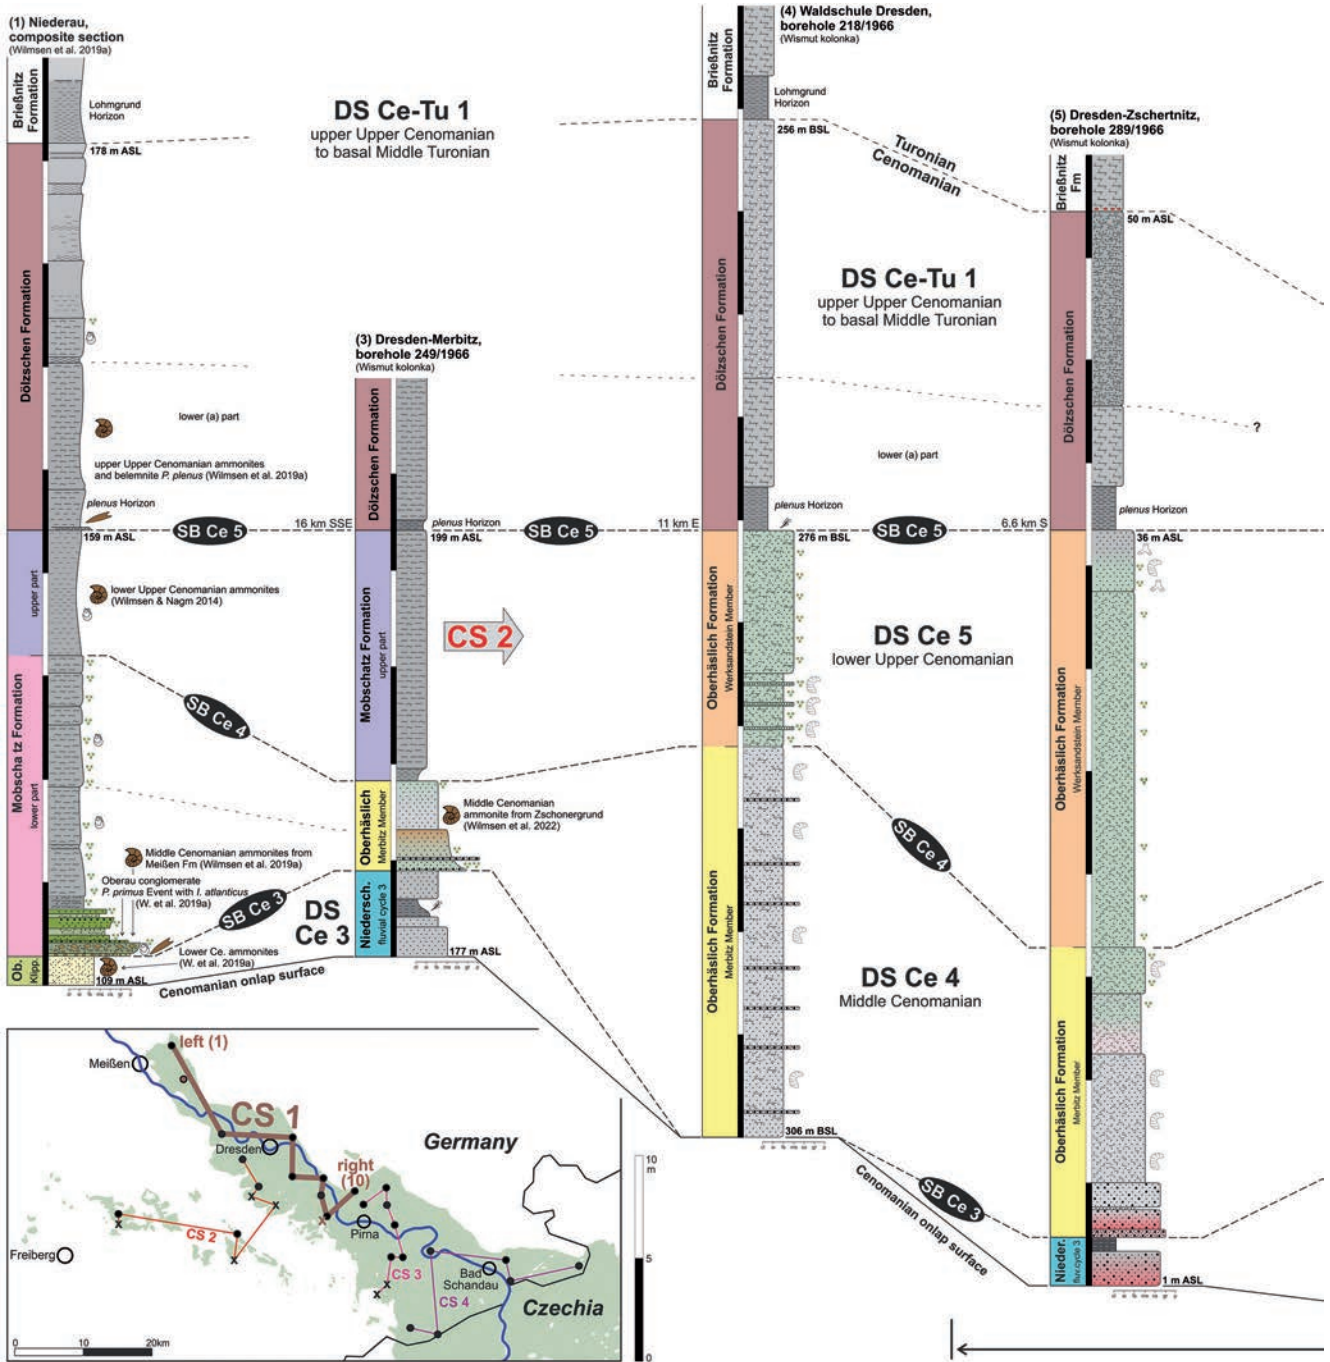 (1) Niederau,
composite section
(Wilmsen et al. 2019a)
Brießnitz
Formation
Lohmgrund
Horizon
178 m ASL
Dölzschen Formation
DS Ce-Tu 1
upper Upper Cenomanian
to basal Middle Turonian
lower (a) part
upper Upper Cenomanian ammonites
and belemnite P. plenus (Wilmsen et al. 2019a)
plenus Horizon
159 m ASL
SB Ce 5
16 km SSE
upper part
lower Upper Cenomanian ammonites
(Wilmsen & Nagm 2014)
Mobscha tz Formation
lower part
SB Ce 4
Middle Cenomanian ammonites from
Meißen Fm (Wilmsen et al. 2019a)
Oberau conglomerate
P. primus Event with I. atlanticus
(W. et al. 2019a)
SB Ce 3
DS
Ce 3
Lower Ce. ammonites
(W. et al. 2019a)
Ob.
Klipp.
109 m ASL
Cenomanian onlap surface
(3) Dresden-Merbitz,
borehole 249/1966
(Wismut kolonka)
Dölzschen Formation
plenus Horizon
199 m ASL
SB Ce 5
11 km E
Mobschatz Formation
upper part
CS 2
Oberhäslich
Merbitz Member
Middle Cenomanian
ammonite from Zschonergrund
(Wilmsen et al. 2022)
Niedersch.
fluvial cycle 3
177 m ASL
(4) Waldschule Dresden,
borehole 218/1966
(Wismut kolonka)
Brießnitz
Formation
Lohmgrund
Horizon
256 m BSL
Turonian
Cenomanian
Dölzschen Formation
DS Ce-Tu 1
upper Upper Cenomanian
to basal Middle Turonian
lower (a) part
plenus Horizon
276 m BSL
SB Ce 5
6.6 km S
Oberhäslich Formation
Werksandstein Member
DS Ce 5
lower Upper Cenomanian
SB Ce 4
Oberhäslich Formation
Merbitz Member
DS Ce 4
Middle Cenomanian
306 m BSL
SB Ce 3
Cenomanian onlap surface
(5) Dresden-Zschertnitz,
borehole 289/1966
(Wismut kolonka)
Brießnitz
Fm
50 m ASL
Dölzschen Formation
?
plenus Horizon
36 m ASL
Oberhäslich Formation
Werksandstein Member
Oberhäslich Formation
Merbitz Member
Nieder.
fluv.cycle 3
1 m ASL
left (1)
Meißen
CS 1
Dresden
Germany
right
(10)
CS 2
Pirna
Freiberg
CS 3
Bad
Schandau
CS 4
Czechia
0 10 20km
10
m
5
0